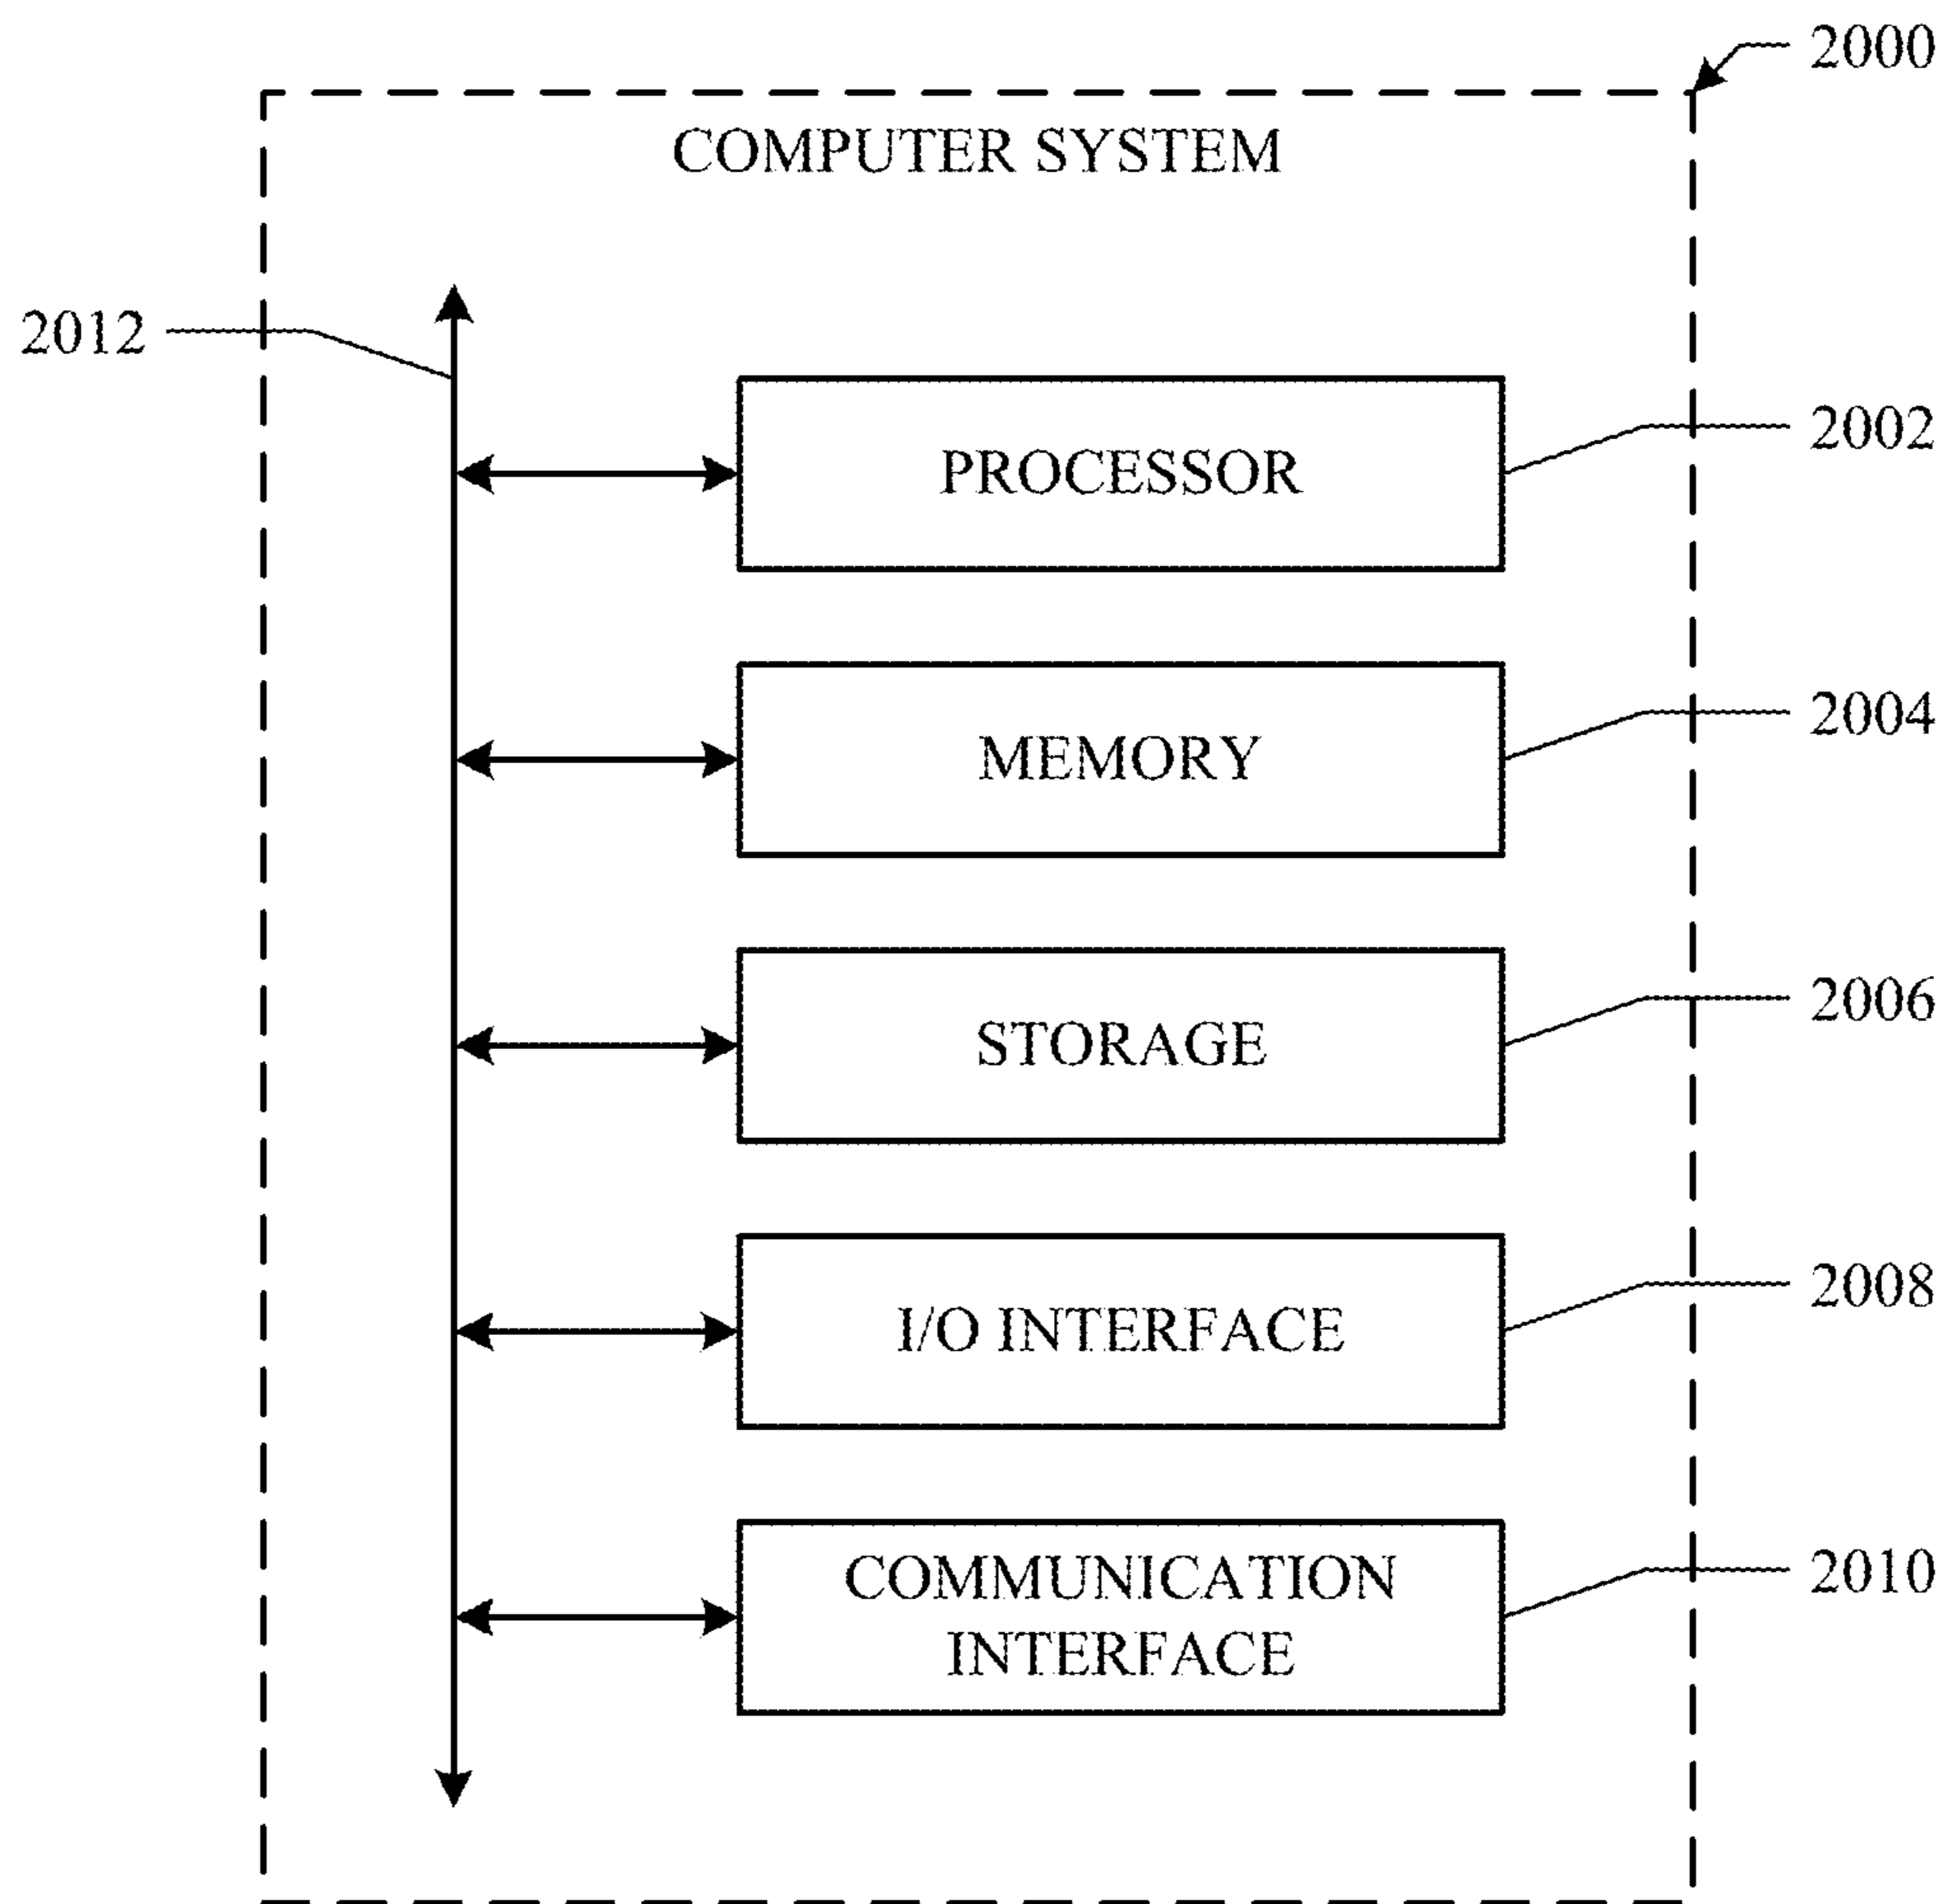 2000
COMPUTER SYSTEM
2012
2002
PROCESSOR
2004
MEMORY
2006
STORAGE
2008
I/O INTERFACE
2010
COMMUNICATION
INTERFACE